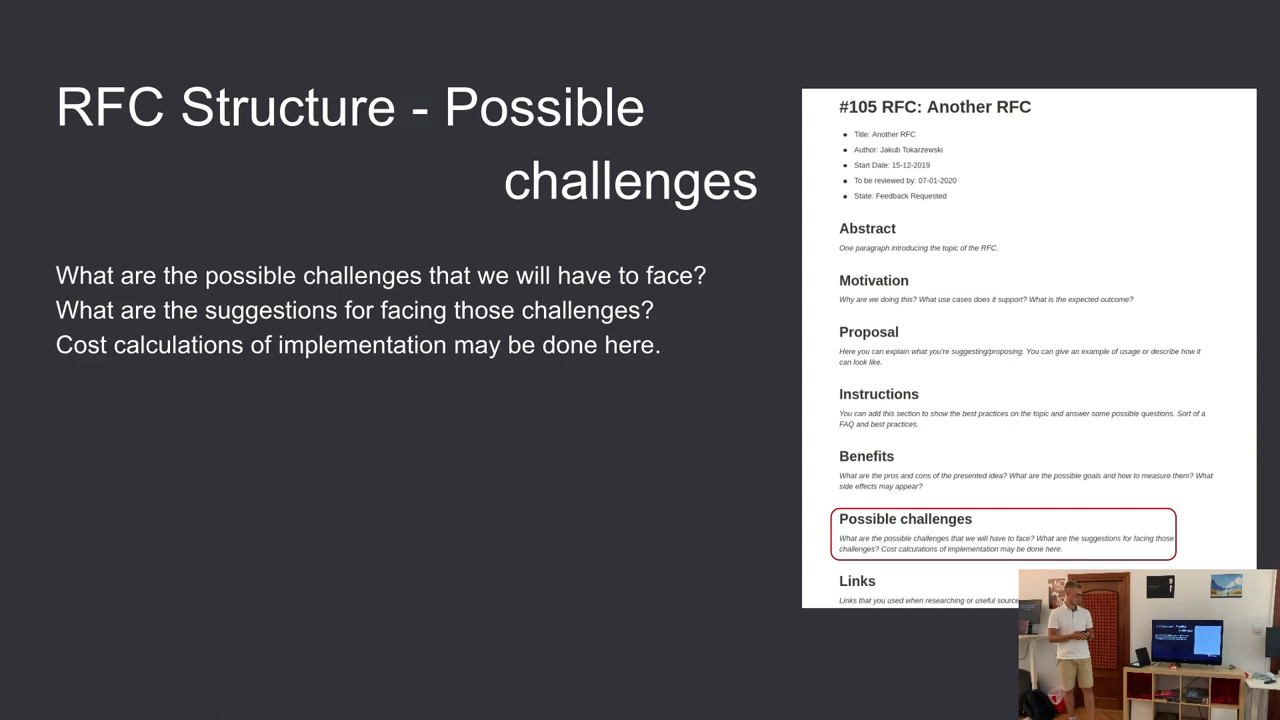 RFC Structure - Possible
challenges
What are the possible challenges that we will have to face?
What are the suggestions for facing those challenges?
Cost calculations of implementation may be done here.
#105 RFC: Another RFC
Title: Another RFC
Author: Jakub Tokarzewski
Start Date: 15-12-2019
To be reviewed by: 07-01-2020
State: Feedback Requested
Abstract
One paragraph introducing the topic of the RFC.
Motivation
Why are we doing this? What use cases does it support? What is the expected outcome?
Proposal
Here you can explain what you're suggesting/proposing. You can give an example of usage or describe how it
can look like.
Instructions
You can add this section to show the best practices on the topic and answer some possible questions. Sort of a
FAQ and best practices.
Benefits
What are the pros and cons of the presented idea? What are the possible goals and how to measure them? What
side effects may appear?
Possible challenges
What are the possible challenges that we will have to face? What are the suggestions for facing those
challenges? Cost calculations of implementation may be done here.
Links
Links that you used when researching or useful source